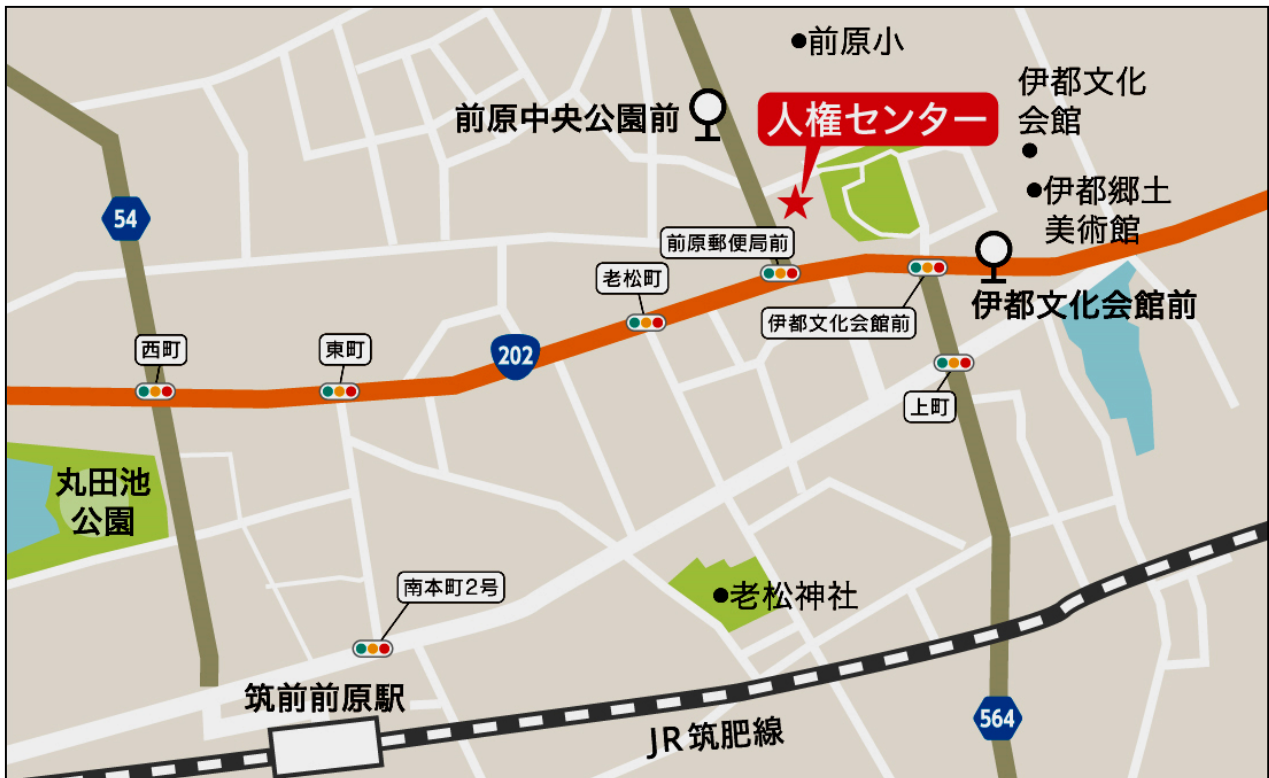 前原小
伊都文化
会館
前原中央公園前
人権センター
伊都郷土
美術館
54
前原郵便局前
老松町
伊都文化会館前
伊都文化会館前
西町
東町
202
上町
丸田池
公園
南本町2号
老松神社
筑前前原駅
JR筑肥線
564